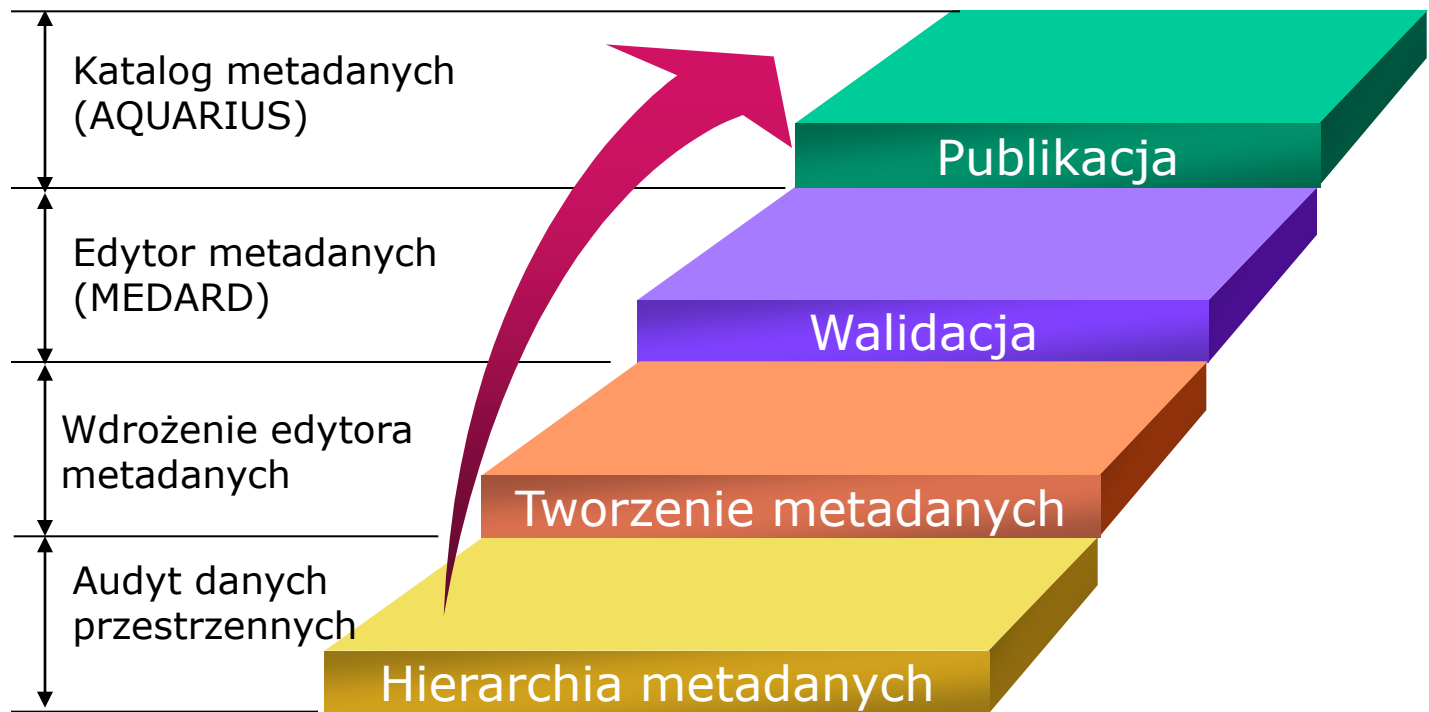 Katalog metadanych
(AQUARIUS)
Publikacja
Edytor metadanych
(MEDARD)
Walidacja
Wdrożenie edytora
metadanych
Tworzenie metadanych
Audyt danych
przestrzennych
Hierarchia metadanych